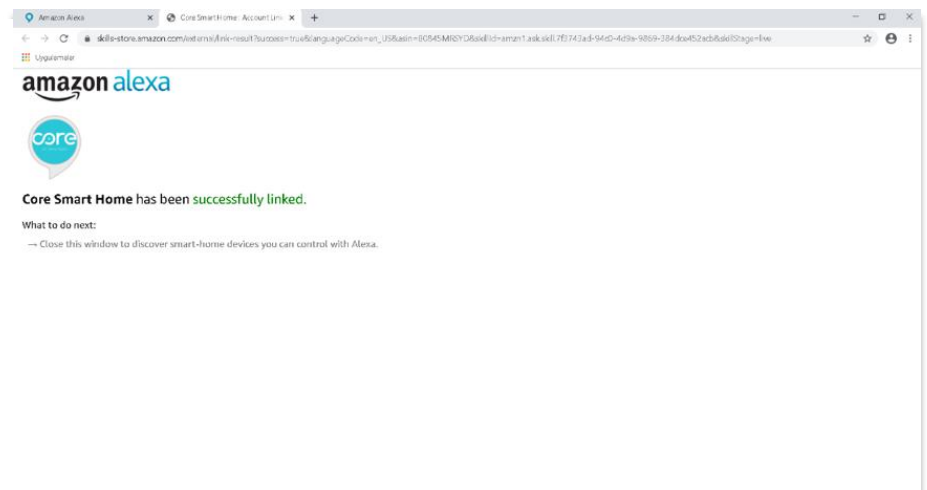 Amazon Alexa
Core Smart Home: Account Link
Uygulamalar
amazon alexa
core
Core Smart Home has been successfully linked.
What to do next:
→ Close this window to discover smart-home devices you can control with Alexa.